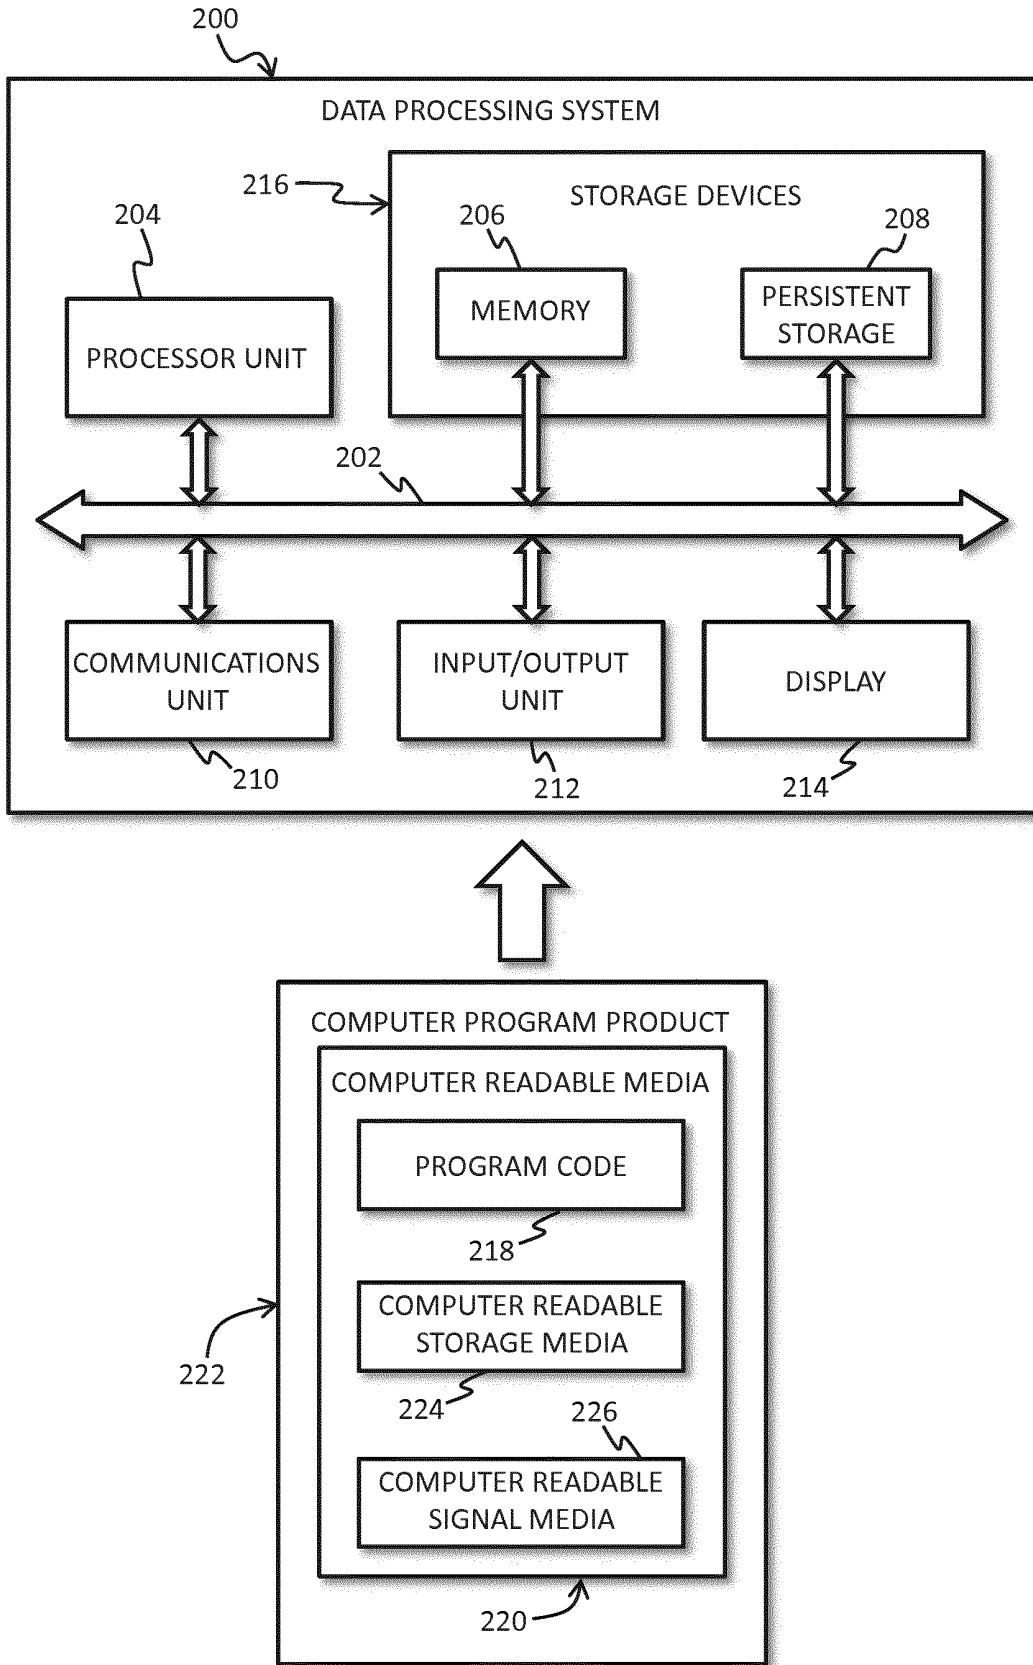 200
DATA PROCESSING SYSTEM
216
STORAGE DEVICES
204
206
208
PROCESSOR UNIT
MEMORY
PERSISTENT
STORAGE
202
COMMUNICATIONS
UNIT
INPUT/OUTPUT
UNIT
DISPLAY
210
212
214
COMPUTER PROGRAM PRODUCT
COMPUTER READABLE MEDIA
PROGRAM CODE
218
COMPUTER READABLE
STORAGE MEDIA
222
224
226
COMPUTER READABLE
SIGNAL MEDIA
220